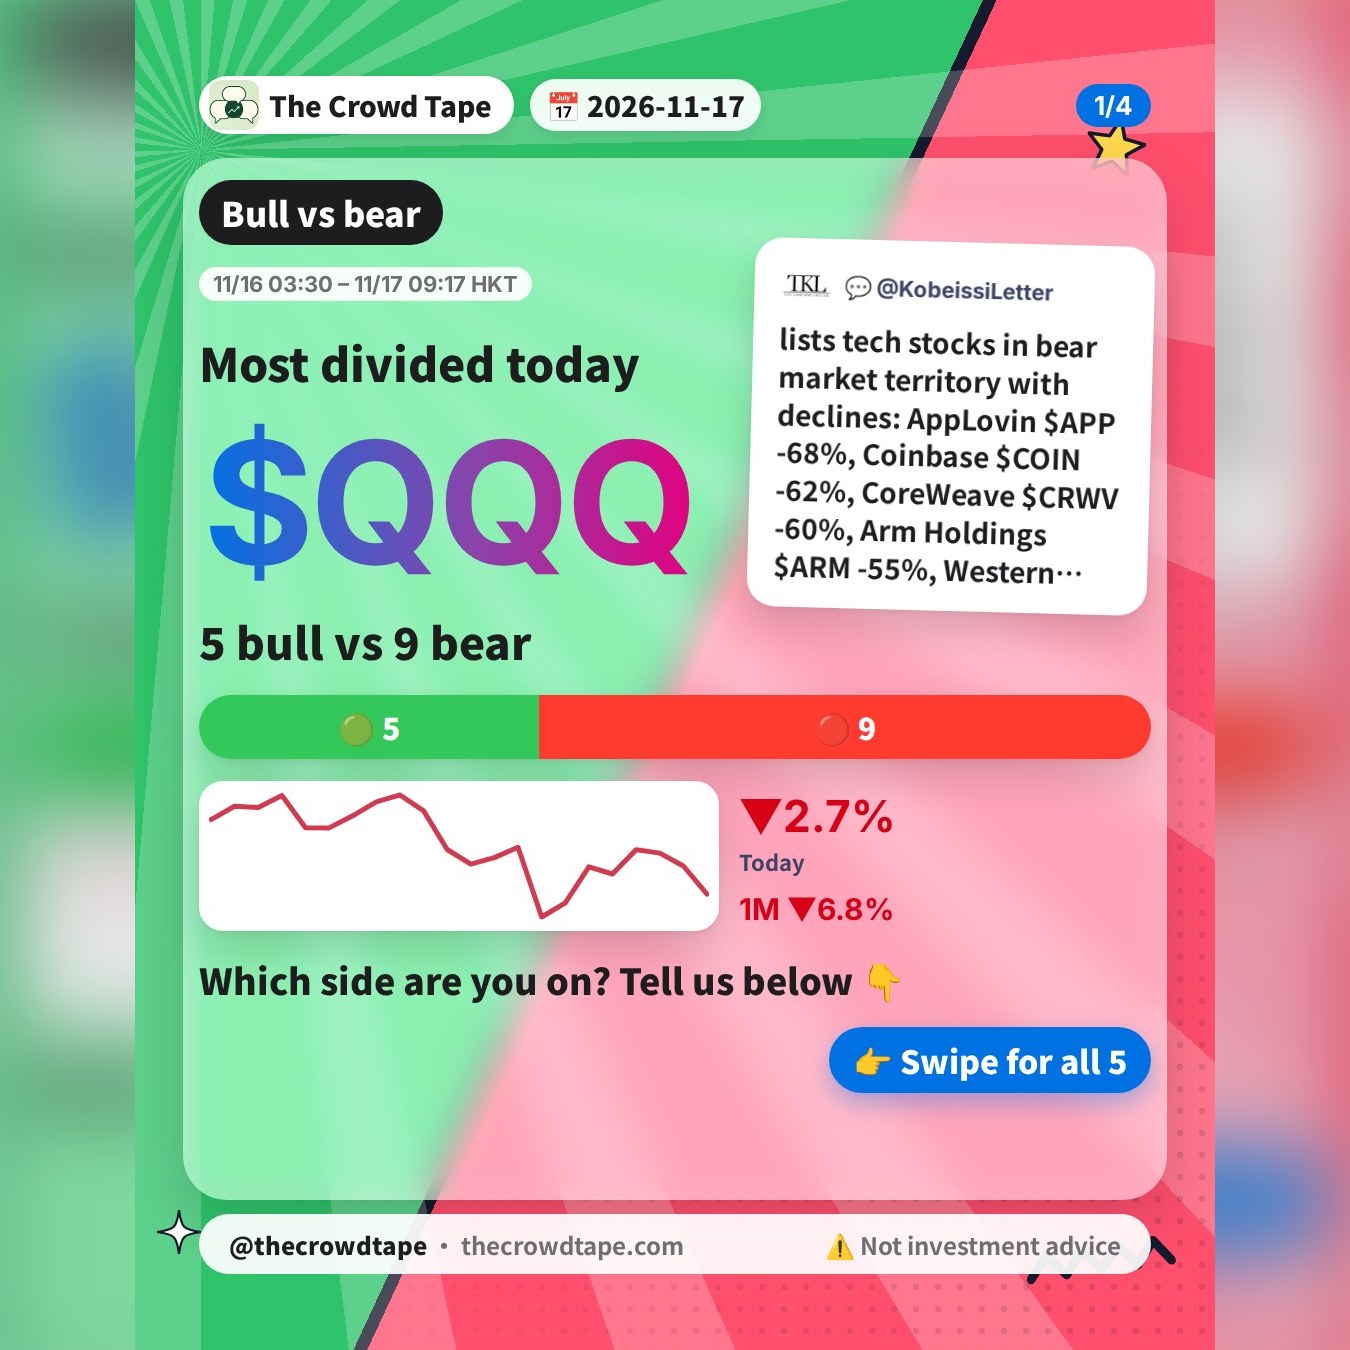 The Crowd Tape
📅 2026-11-17
1/4
Bull vs bear
11/16 03:30 – 11/17 09:17 HKT
Most divided today
$QQQ
5 bull vs 9 bear
TKL
💬 @KobeissiLetter
lists tech stocks in bear
market territory with
declines: AppLovin $APP
-68%, Coinbase $COIN
-62%, CoreWeave $CRWV
-60%, Arm Holdings
$ARM -55%, Western…
🟢 5
🔴 9
▼2.7%
Today
1M ▼6.8%
Which side are you on? Tell us below 👇
👉 Swipe for all 5
@thecrowdtape • thecrowdtape.com
⚠️ Not investment advice